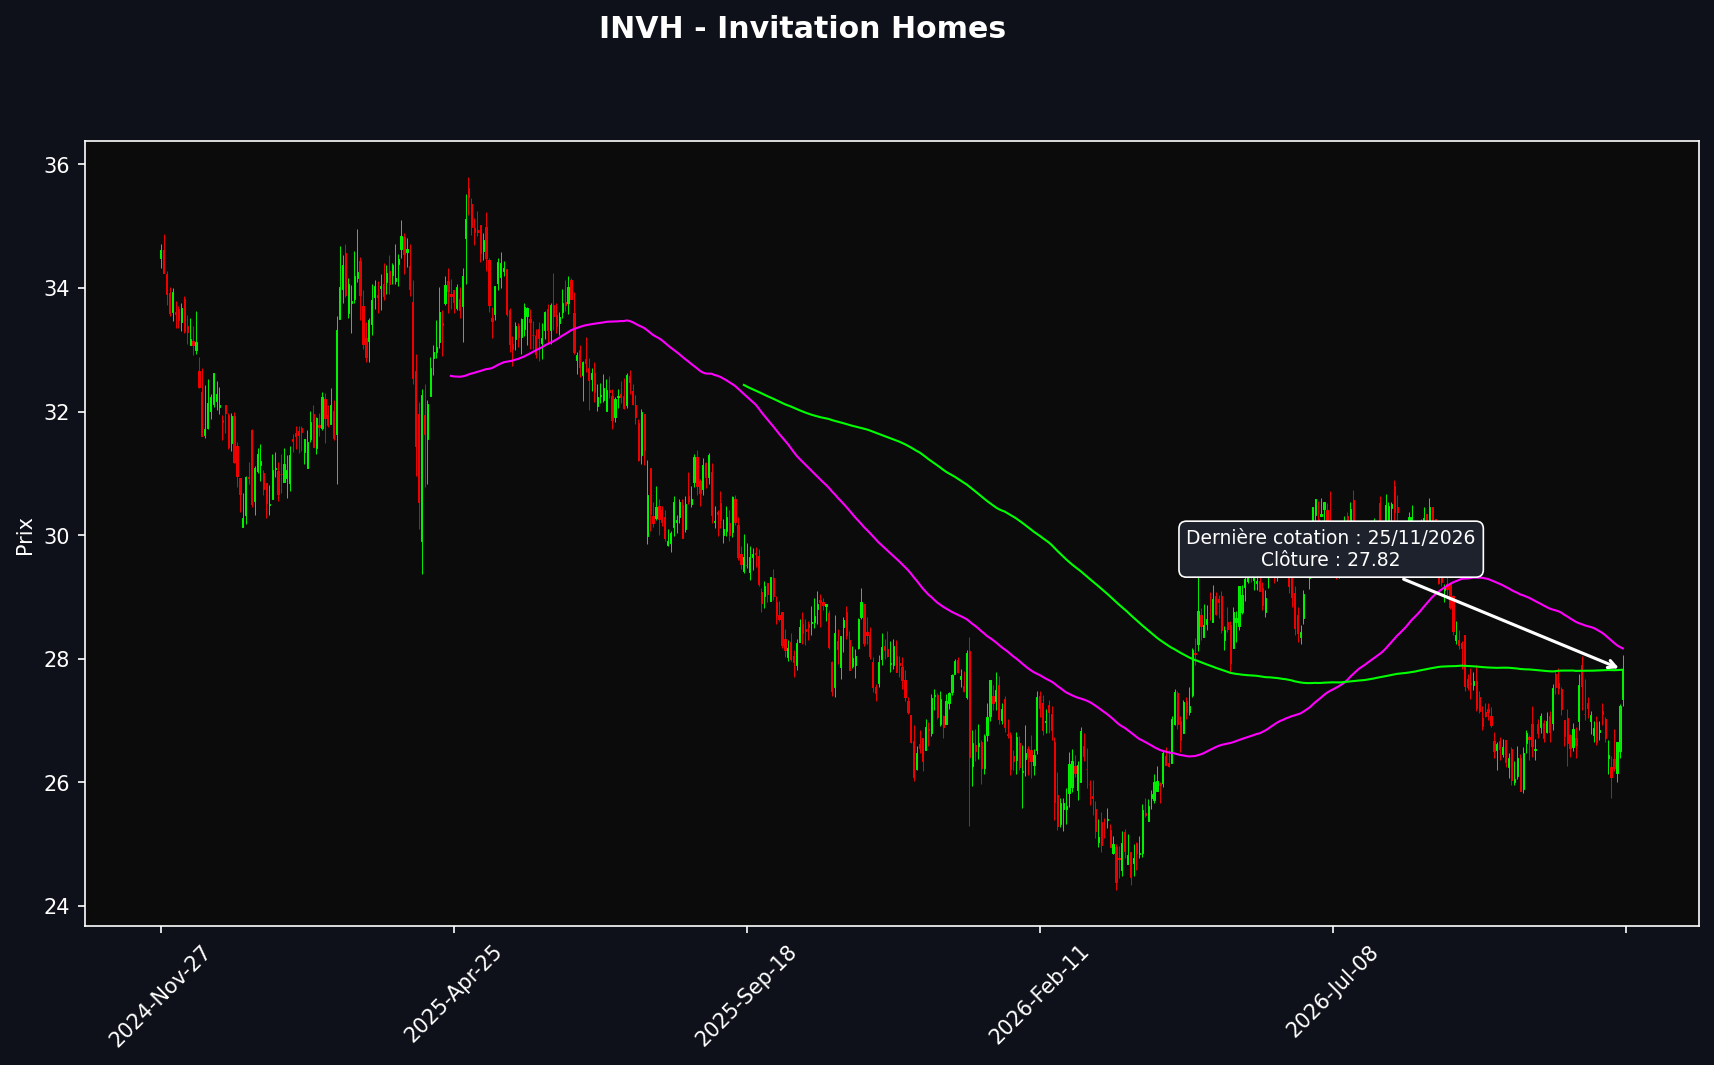 INVH - Invitation Homes
Prix
36
34
32
30
28
26
24
Dernière cotation : 25/11/2026
Clôture : 27.82
2024-Nov-27
2025-Apr-25
2025-Sep-18
2026-Feb-11
2026-Jul-08